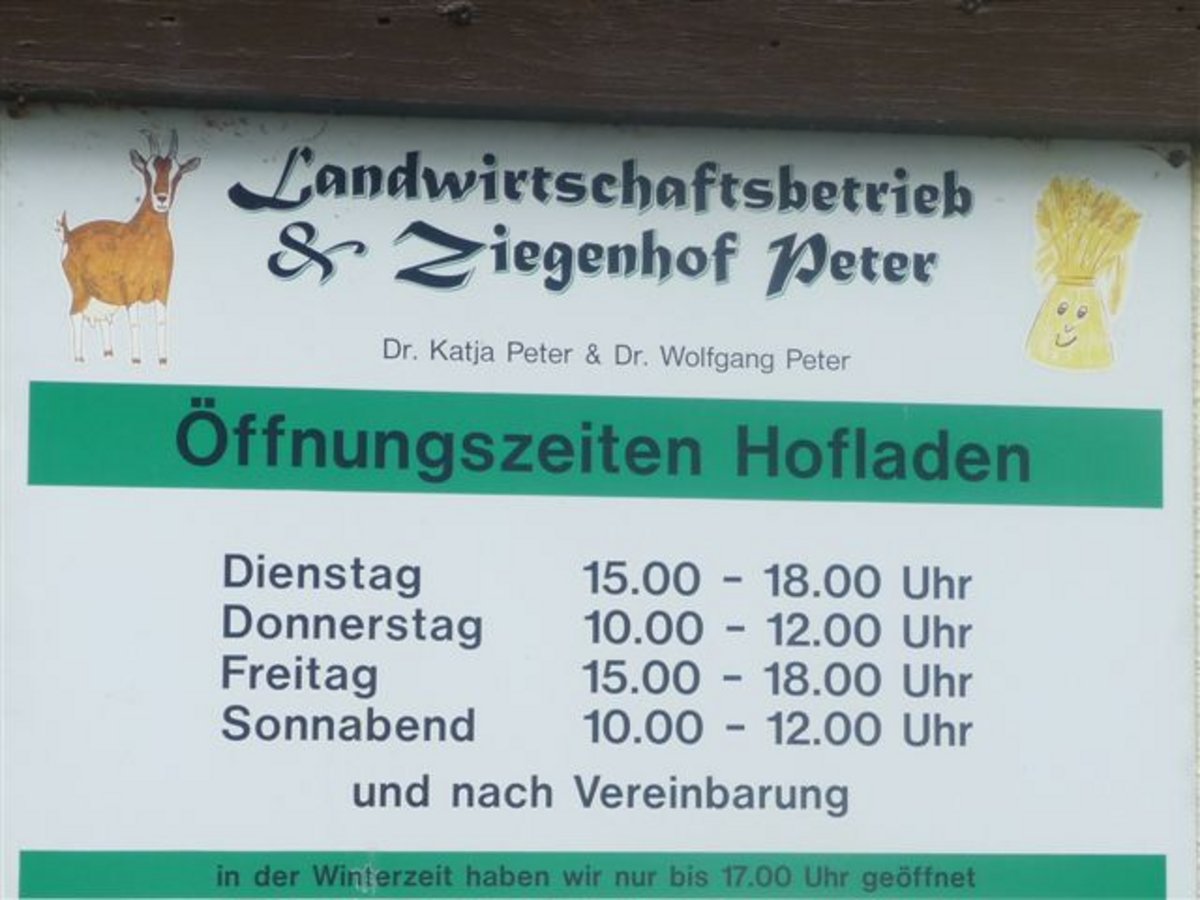 Landwirtschaftsbetrieb
& Ziegenhof Peter
Dr. Katja Peter & Dr. Wolfgang Peter
Öffnungszeiten Hofladen
Dienstag 15.00 - 18.00 Uhr
Donnerstag 10.00 - 12.00 Uhr
Freitag 15.00 - 18.00 Uhr
Sonnabend 10.00 - 12.00 Uhr
und nach Vereinbarung
in der Winterzeit haben wir nur bis 17.00 Uhr geöffnet